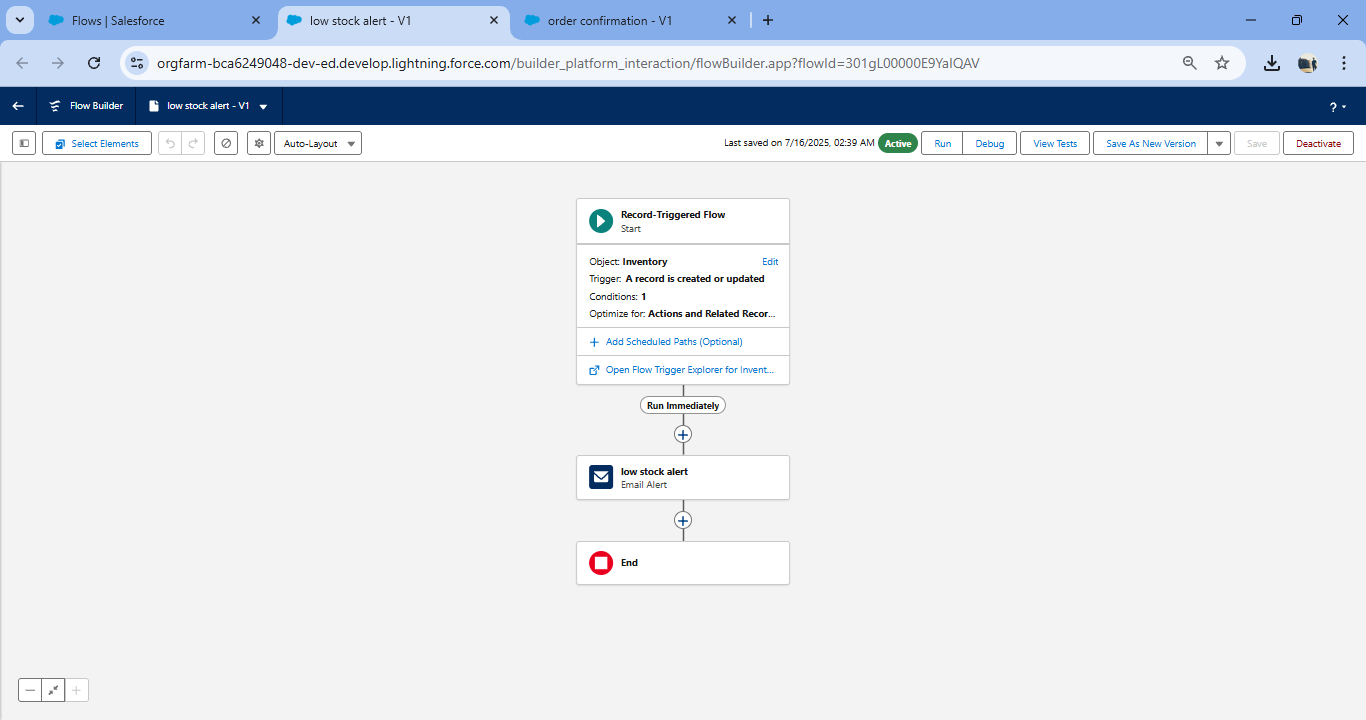 Flows | Salesforce
low stock alert - V1
order confirmation - V1
orgfarm-bca6249048-dev-ed.develop.lightning.force.com/builder_platform_interaction/flowBuilder.app?flowId=301gL00000E9YaIQAV
Flow Builder
low stock alert - V1
?
Select Elements
Auto-Layout
Last saved on 7/16/2025, 02:39 AM
Active
Run
Debug
View Tests
Save As New Version
Save
Deactivate
Record-Triggered Flow
Start
Object: Inventory
Edit
Trigger: A record is created or updated
Conditions: 1
Optimize for: Actions and Related Recor...
Add Scheduled Paths (Optional)
Open Flow Trigger Explorer for Invent...
Run Immediately
low stock alert
Email Alert
End